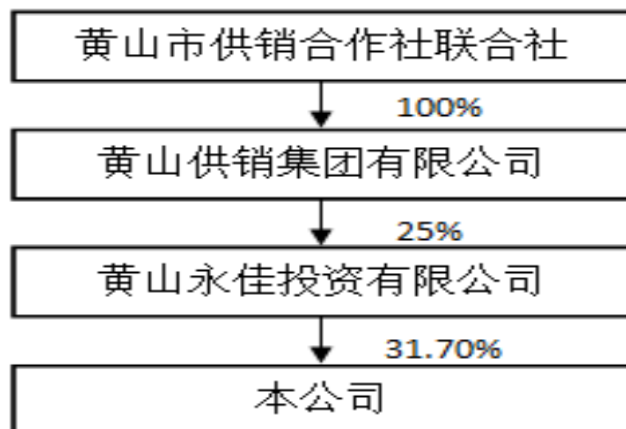 黄山市供销合作社联合社
100%
黄山供销集团有限公司
25%
黄山永佳投资有限公司
31.70%
本公司